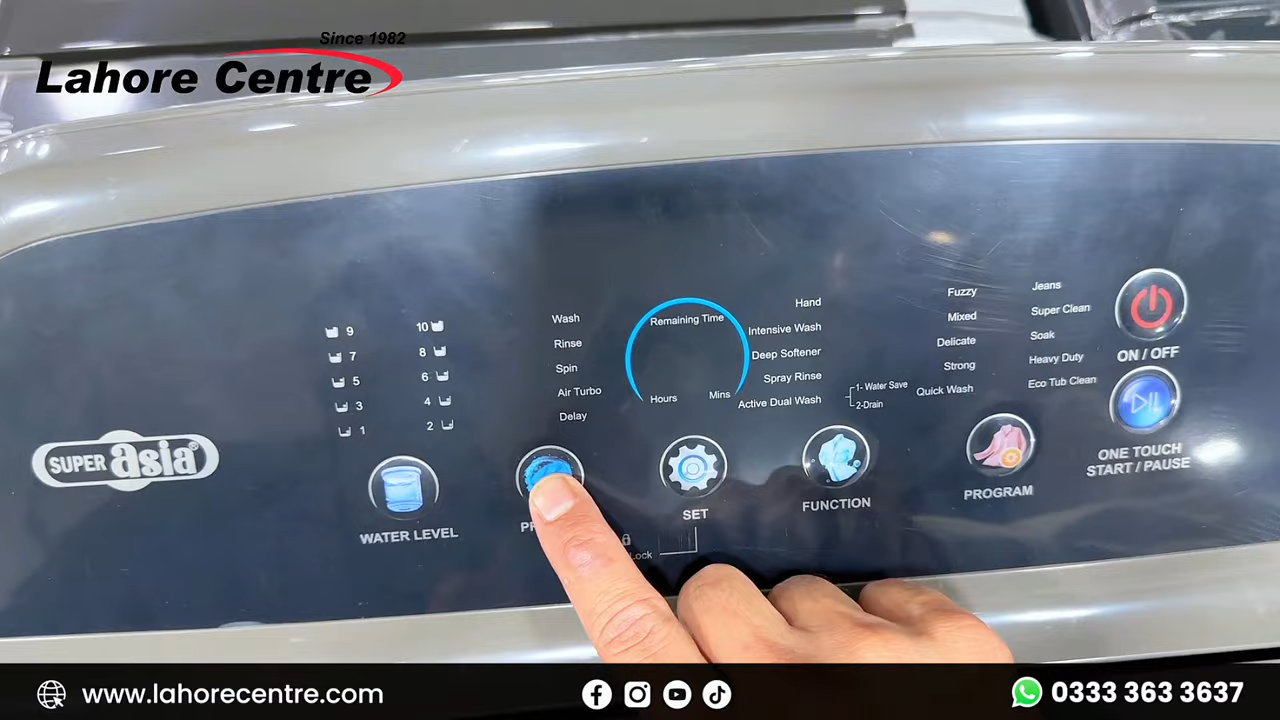 Since 1982
Lahore Centre
SUPER asia®
9 10
7 8
5 6
3 4
1 2
WATER LEVEL
Wash
Rinse
Spin
Air Turbo
Delay
Remaining Time
Hours Mins
SET
Lock
Hand
Intensive Wash
Deep Softener
Spray Rinse
Active Dual Wash
1- Water Save
2-Drain
FUNCTION
Fuzzy
Mixed
Delicate
Strong
Quick Wash
Jeans
Super Clean
Soak
Heavy Duty
Eco Tub Clean
PROGRAM
ON / OFF
ONE TOUCH
START / PAUSE
www.lahorecentre.com
0333 363 3637